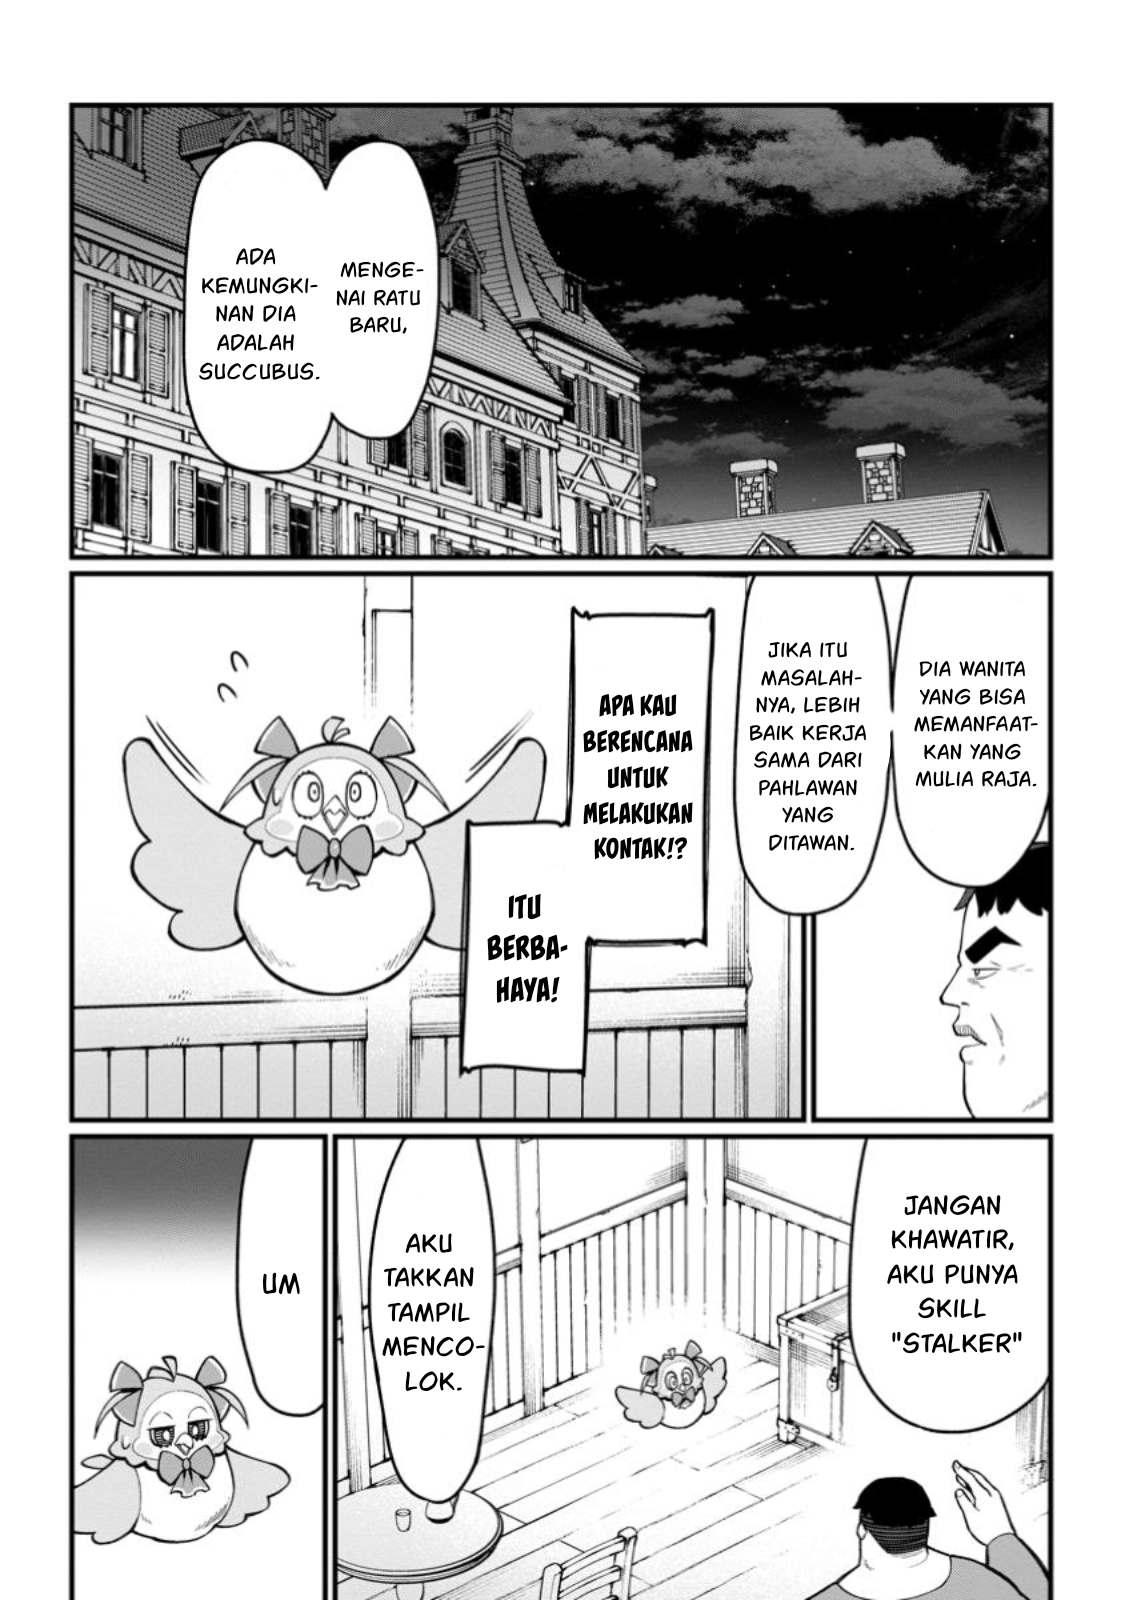 MENGE-
NAI RATU
BARU,
ADA
KEMUNGKI-
NAN DIA
ADALAH
SUCCUBUS.
DIA WANITA
YANG BISA
MEMANFAAT-
KAN YANG
MULIA RAJA.
JIKA ITU
MASALAH-
NYA, LEBIH
BAIK KERJA
SAMA DARI
PAHLAWAN
YANG
DITAWAN.
APA KAU
BERENCANA
UNTUK
MELAKUKAN
KONTAK!?
ITU
BERBA-
HAYA!
JANGAN
KHAWATIR,
AKU PUNYA
SKILL
"STALKER"
AKU
TAKKAN
TAMPIL
MENCO-
LOK.
UM